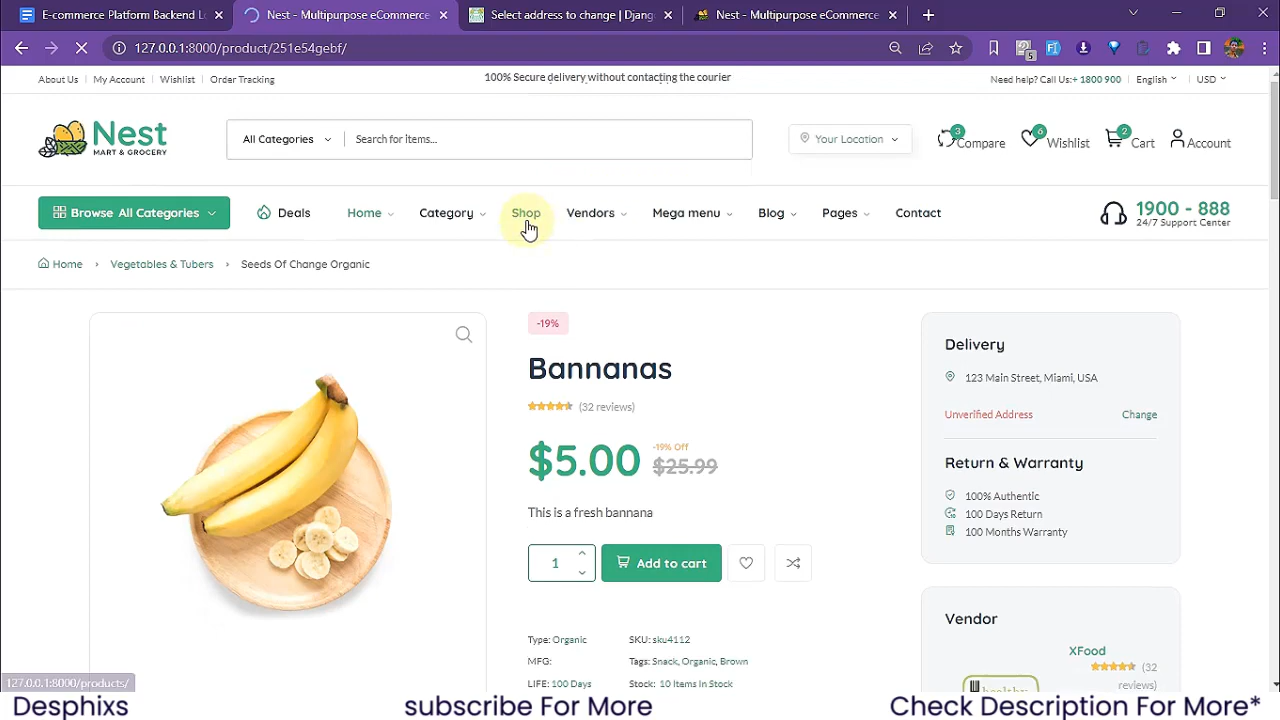 E-commerce Platform Backend Lo
Nest - Multipurpose eCommerce
Select address to change | Djang
Nest - Multipurpose eCommerce
127.0.0.1:8000/product/251e54gebf/
5
About Us My Account Wishlist Order Tracking
100% Secure delivery without contacting the courier
Need help? Call Us: + 1800 900 English USD
Nest
MART & GROCERY
All Categories Search for items...
Your Location
3 Compare 6 Wishlist 2 Cart Account
Browse All Categories Deals Home Category Shop Vendors Mega menu Blog Pages Contact
1900 - 888
24/7 Support Center
Home Vegetables & Tubers Seeds Of Change Organic
-19%
Bannanas
(32 reviews)
$5.00 -19% Off
$25.99
This is a fresh bannana
1 Add to cart
Type: Organic SKU: sku4112
MFG: Tags: Snack, Organic, Brown
LIFE: 100 Days Stock: 10 Items In Stock
Delivery
123 Main Street, Miami, USA
Unverified Address Change
Return & Warranty
100% Authentic
100 Days Return
100 Months Warranty
Vendor
XFood
(32
reviews)
127.0.0.1:8000/products/
Desphixs subscribe For More Check Description For More*